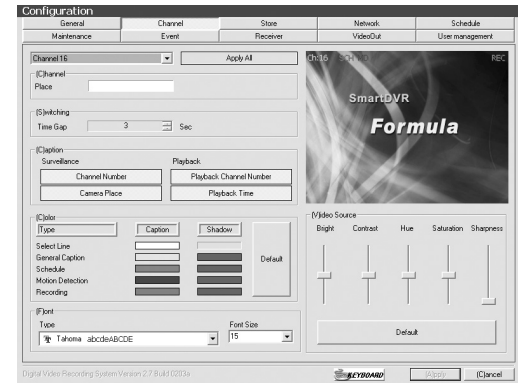 Configuration
General Channel Store Network Schedule
Maintenance Event Receiver VideoOut User management
Channel 16 Apply All
(C)hannel
Place
(S)witching
Time Gap 3 Sec
(C)aption
Surveillance Playback
Channel Number Playback Channel Number
Camera Place Playback Time
(C)olor
Type Caption Shadow
Select Line
General Caption
Schedule
Motion Detection
Recording
Default
(F)ont
Type Font Size
Tahoma abcdeABCDE 15
Ch:16 REC
SmartDVR
Formula
(V)ideo Source
Bright Contrast Hue Saturation Sharpness
Default
Digital Video Recording System Version 2.7 Build 0203a
KEYBOARD (A)pply (C)ancel